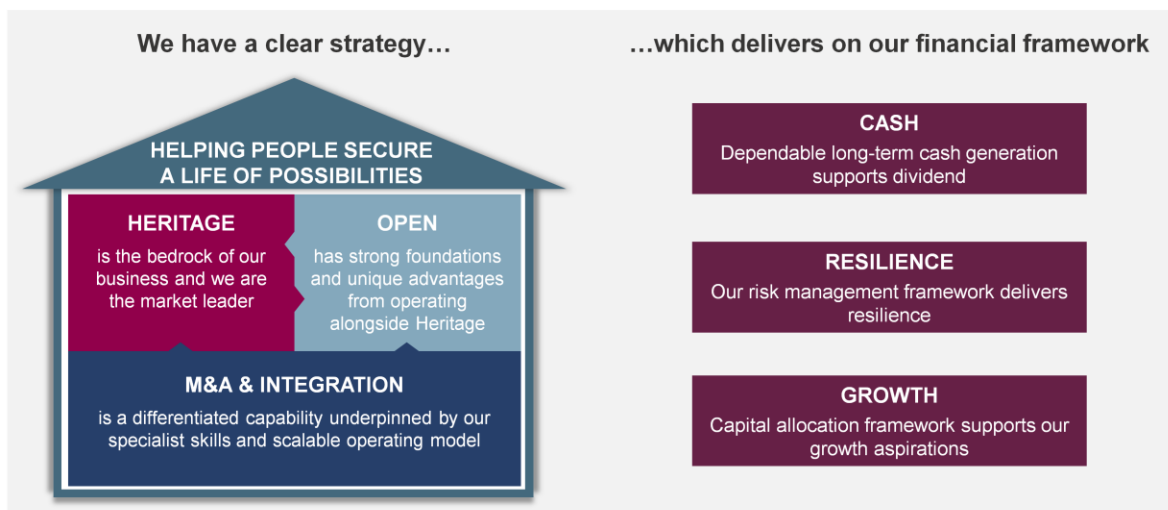 We have a clear strategy…
…which delivers on our financial framework
HELPING PEOPLE SECURE
A LIFE OF POSSIBILITIES
HERITAGE
is the bedrock of our
business and we are
the market leader
OPEN
has strong foundations
and unique advantages
from operating
alongside Heritage
M&A & INTEGRATION
is a differentiated capability underpinned by our
specialist skills and scalable operating model
CASH
Dependable long-term cash generation
supports dividend
RESILIENCE
Our risk management framework delivers
resilience
GROWTH
Capital allocation framework supports our
growth aspirations